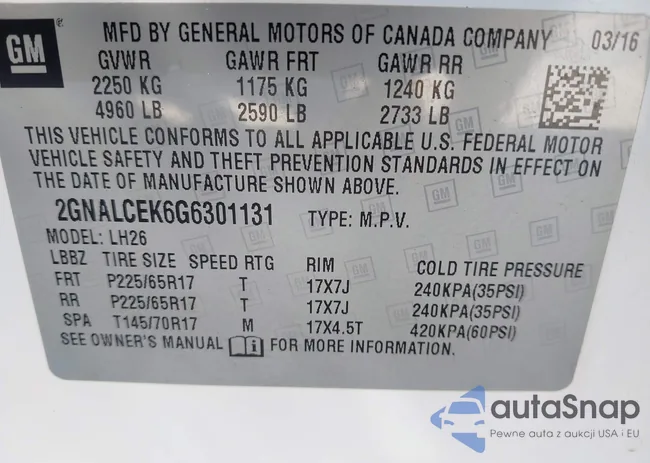 GM
MFD BY GENERAL MOTORS OF CANADA COMPANY 03/16
GVWR GAWR FRT GAWR RR
2250 KG 1175 KG 1240 KG
4960 LB 2590 LB 2733 LB
THIS VEHICLE CONFORMS TO ALL APPLICABLE U.S. FEDERAL MOTOR
VEHICLE SAFETY AND THEFT PREVENTION STANDARDS IN EFFECT ON
THE DATE OF MANUFACTURE SHOWN ABOVE.
2GNALCEK6G6301131 TYPE: M.P.V.
MODEL: LH26
LBBZ TIRE SIZE SPEED RTG RIM COLD TIRE PRESSURE
FRT P225/65R17 T 17X7J 240KPA(35PSI)
RR P225/65R17 T 17X7J 240KPA(35PSI)
SPA T145/70R17 M 17X4.5T 420KPA(60PSI)
SEE OWNER'S MANUAL i FOR MORE INFORMATION.
autaSnap
Pewne auta z aukcji USA i EU